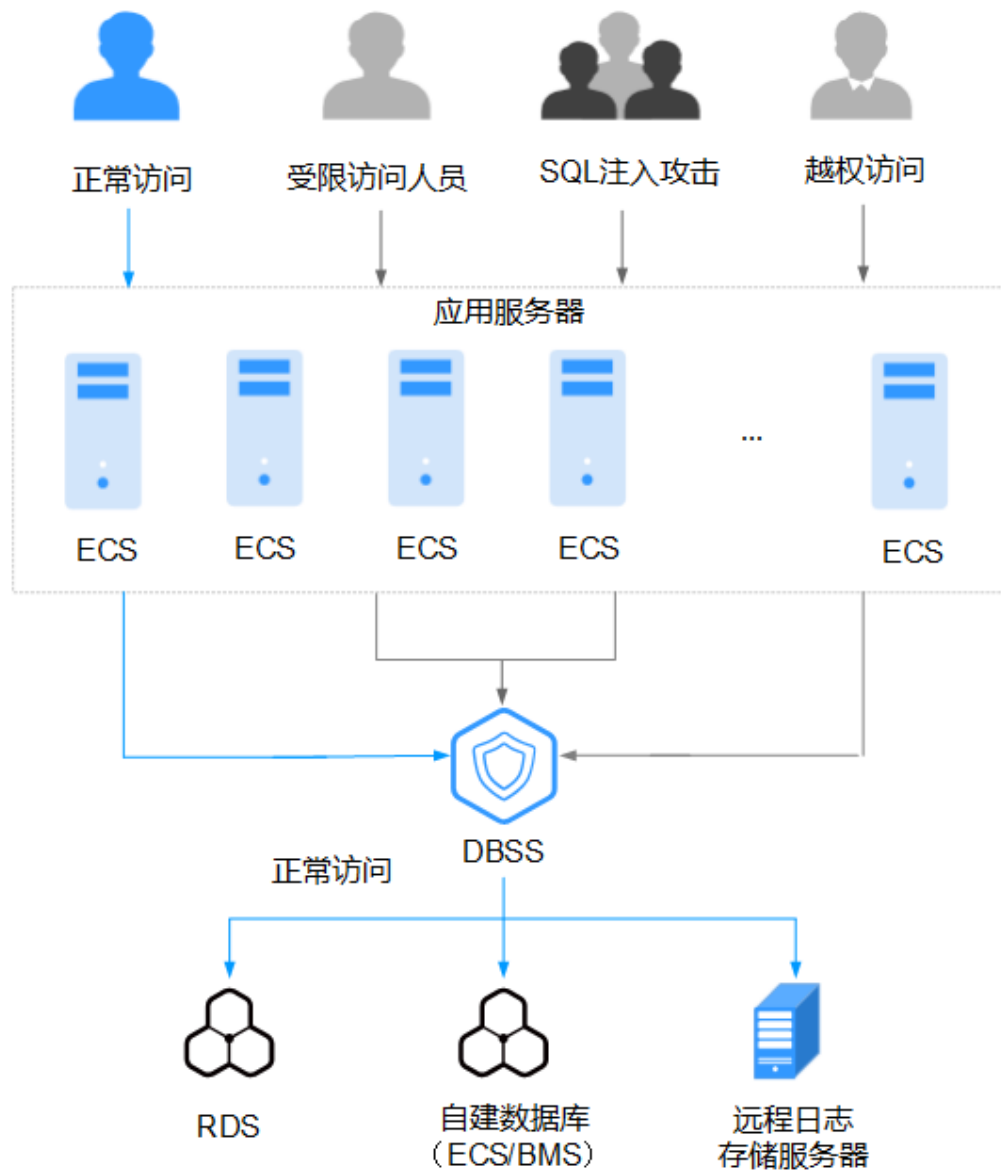 正常访问
受限访问人员
SQL注入攻击
越权访问
应用服务器
...
ECS
ECS
ECS
ECS
ECS
DBSS
正常访问
RDS
自建数据库
（ECS/BMS）
远程日志
存储服务器